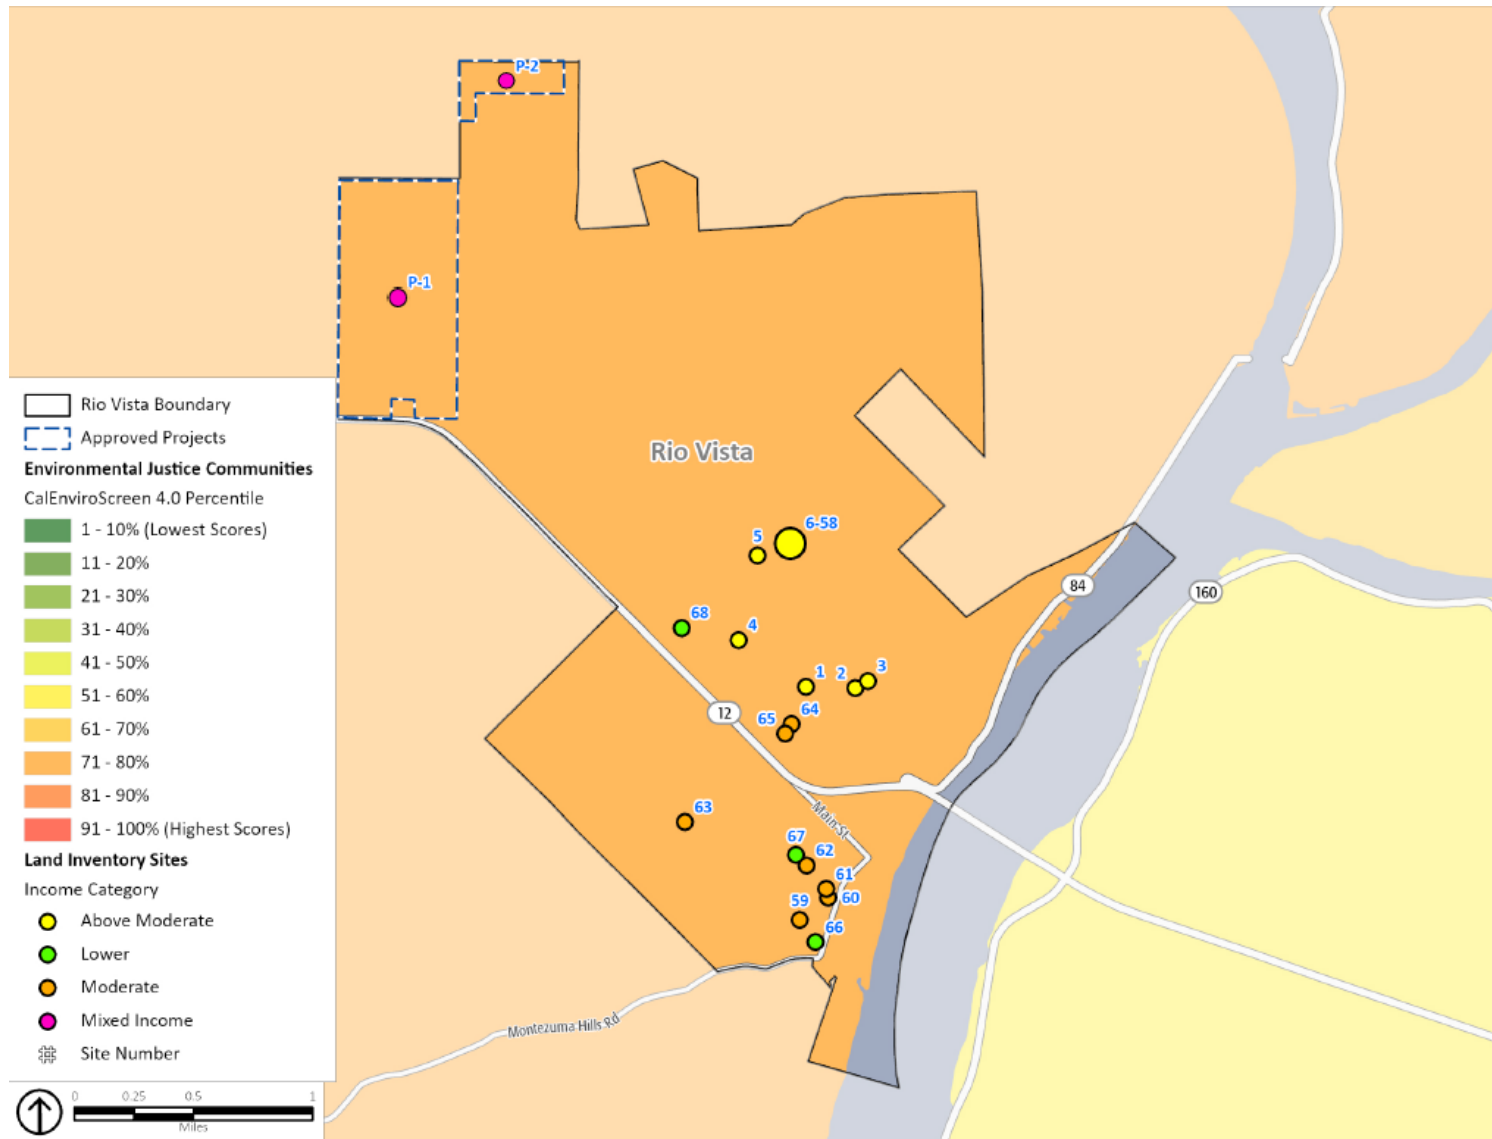 P-2
P-1
Rio Vista
6-58
5
68
4
1
2
3
64
65
12
84
160
Main St
63
67
62
61
60
59
66
Montezuma Hills Rd
Rio Vista Boundary
Approved Projects
Environmental Justice Communities
CalEnviroScreen 4.0 Percentile
1 - 10% (Lowest Scores)
11 - 20%
21 - 30%
31 - 40%
41 - 50%
51 - 60%
61 - 70%
71 - 80%
81 - 90%
91 - 100% (Highest Scores)
Land Inventory Sites
Income Category
Above Moderate
Lower
Moderate
Mixed Income
## Site Number
0 0.25 0.5 1
Miles